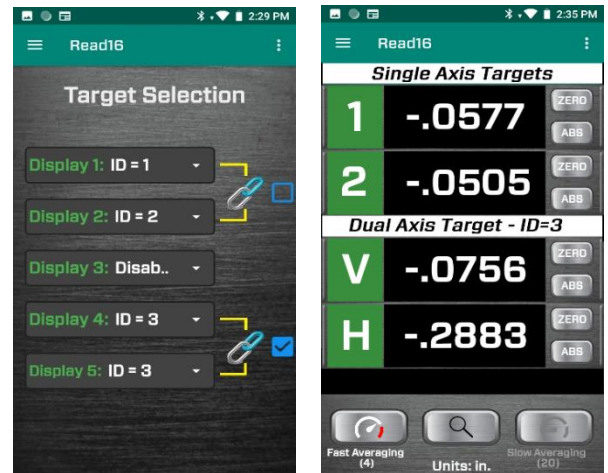 2:29 PM
Read16
Target Selection
Display 1: ID = 1
Display 2: ID = 2
Display 3: Disab..
Display 4: ID = 3
Display 5: ID = 3
2:35 PM
Read16
Single Axis Targets
1 -.0577 ZERO
ABS
2 -.0505 ZERO
ABS
Dual Axis Target - ID=3
V -.0756 ZERO
ABS
H -.2883 ZERO
ABS
Fast Averaging
(4)
Units: in.
Slow Averaging
(20)